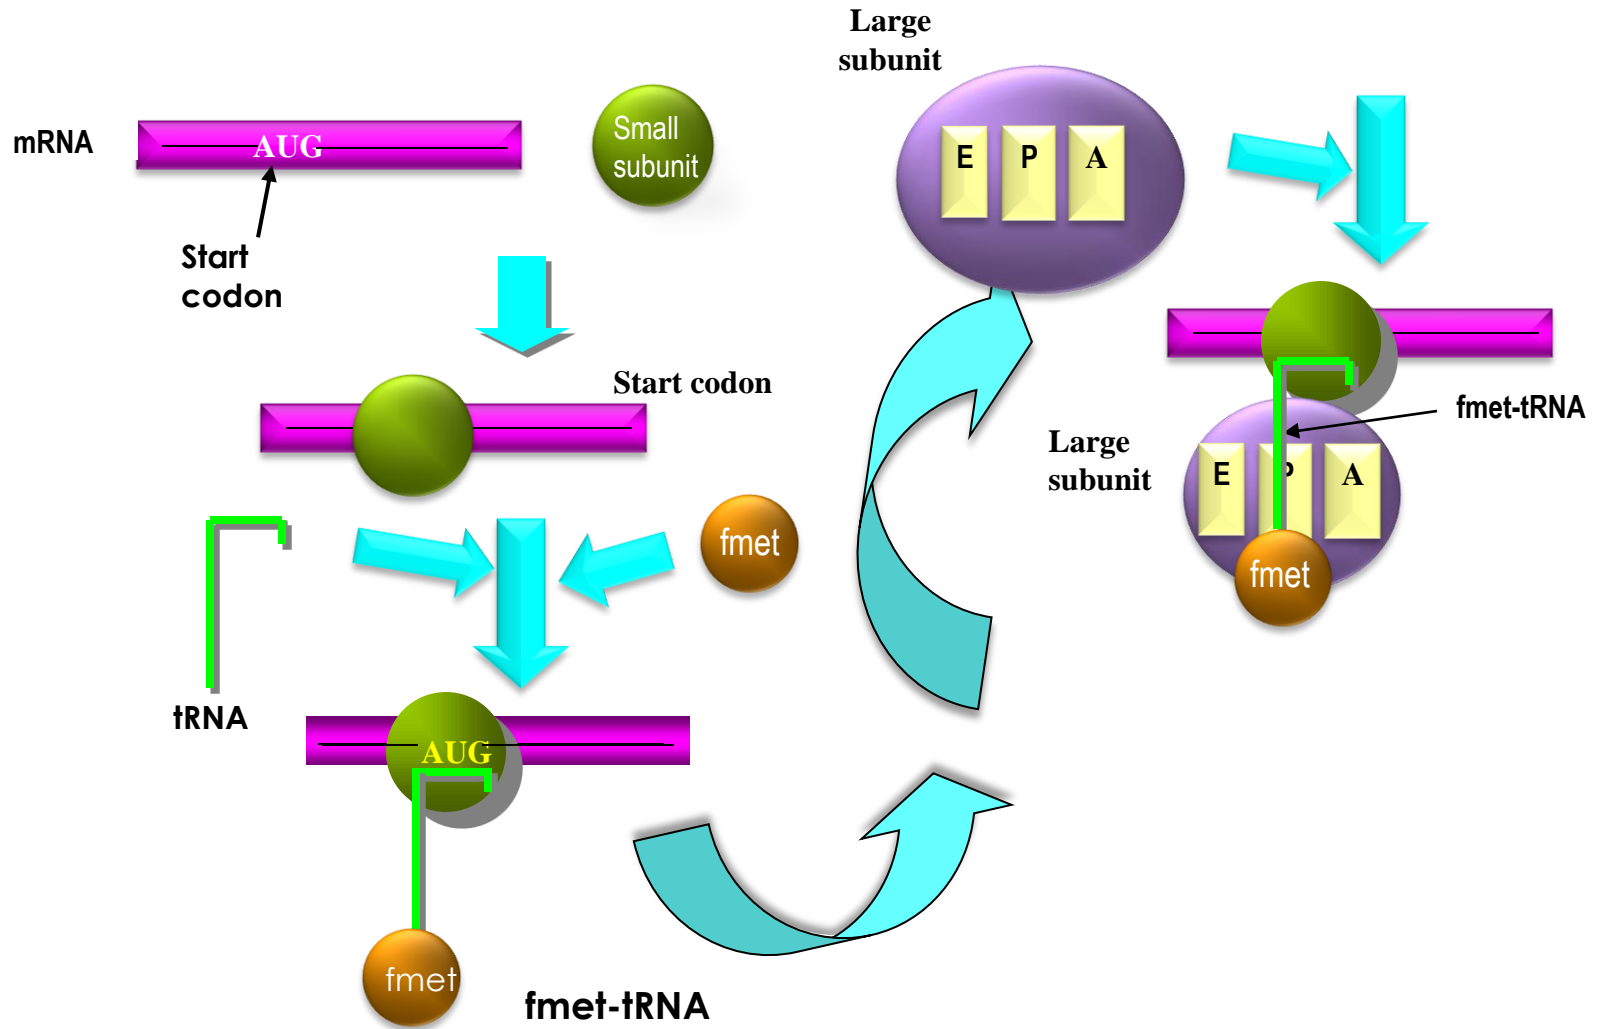 mRNA
AUG
Start
codon
Small
subunit
Start codon
tRNA
fmet
AUG
fmet
fmet-tRNA
Large
subunit
E P A
fmet-tRNA
Large
subunit
E P A
fmet